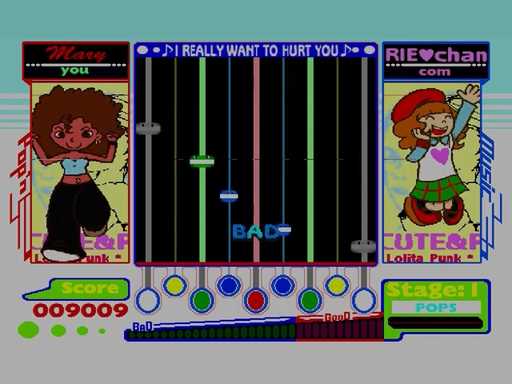 ♪I REALLY WANT TO HURT YOU♪
Mary
you
RIE♥chan
com
BAD
CUTE&P
Lolita Punk *
CUTE&P
Lolita Punk *
Score
009009
Stage:1
POPS
BaD
GooD